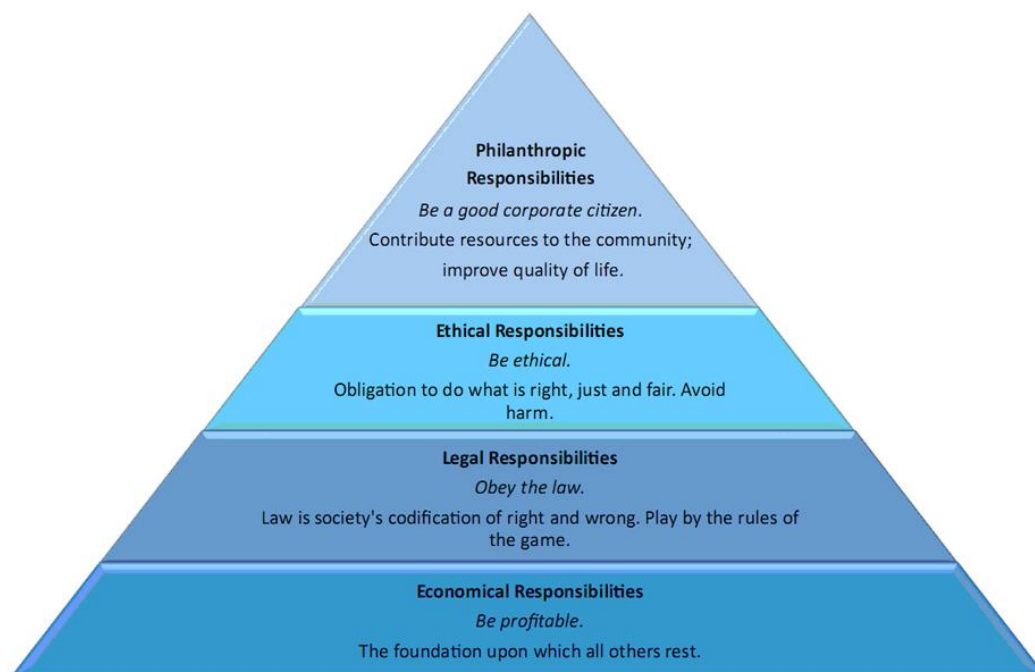 Philanthropic
Responsibilities
Be a good corporate citizen.
Contribute resources to the community;
improve quality of life.
Ethical Responsibilities
Be ethical.
Obligation to do what is right, just and fair. Avoid
harm.
Legal Responsibilities
Obey the law.
Law is society's codification of right and wrong. Play by the rules of
the game.
Economical Responsibilities
Be profitable.
The foundation upon which all others rest.